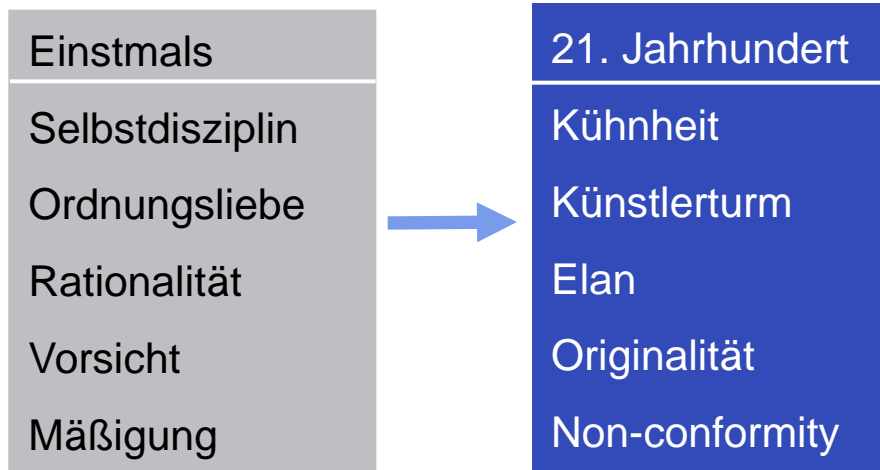 Einstmals
Selbstdisziplin
Ordnungsliebe
Rationalität
Vorsicht
Mäßigung
21. Jahrhundert
Kühnheit
Künstlerturm
Elan
Originalität
Non-conformity